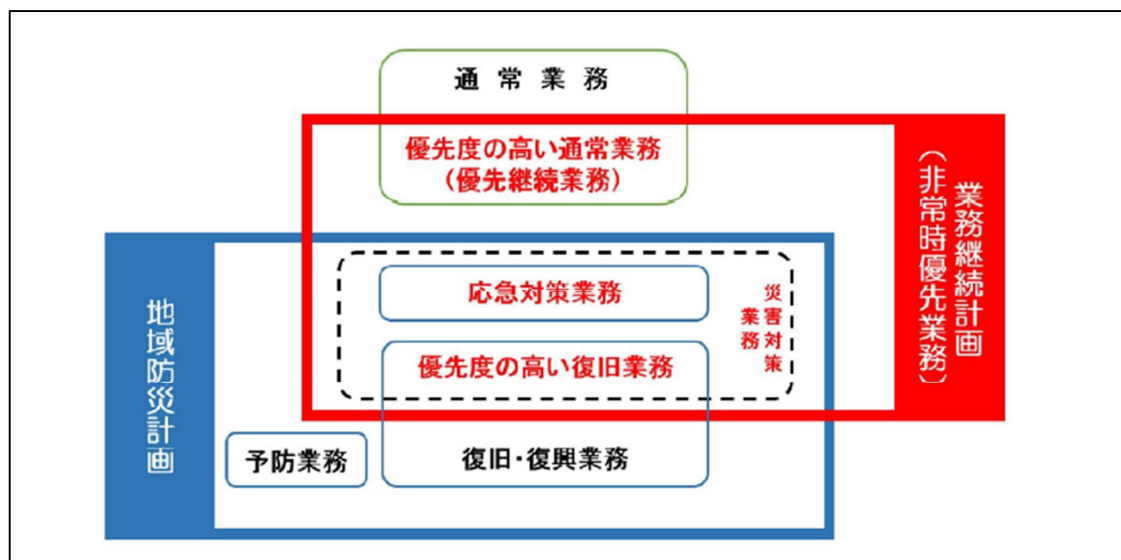 通常業務
優先度の高い通常業務
(優先継続業務)
業務継続計画
（非常時優先業務）
地域防災計画
応急対策業務
災害対策
業務
優先度の高い復旧業務
予防業務
復旧・復興業務